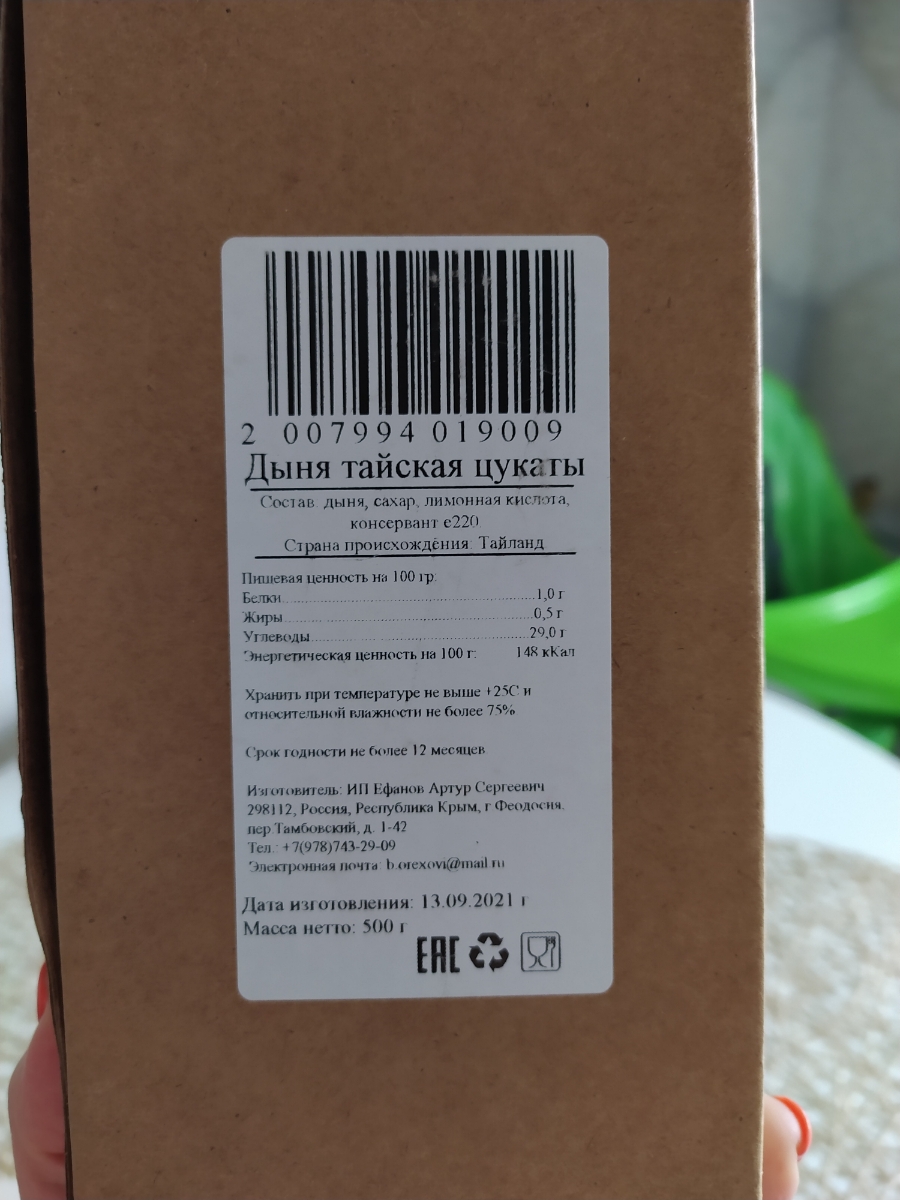 2 007994 019009
Дыня тайская цукаты
Состав: дыня, сахар, лимонная кислота,
консервант е220
Страна происхождения: Тайланд
Пищевая ценность на 100 гр:
Белки 1,0 г
Жиры 0,5 г
Углеводы 29,0 г
Энергетическая ценность на 100 г: 148 кКал
Хранить при температуре не выше +25С и
относительной влажности не более 75%
Срок годности не более 12 месяцев
Изготовитель: ИП Ефанов Артур Сергеевич
298112, Россия, Республика Крым, г Феодосия,
пер Тамбовский, д. 1-42
Тел.: +7(978)743-29-09
Электронная почта: b.orexovi@mail.ru
Дата изготовления: 13.09.2021 г
Масса нетто: 500 г
ЕАС